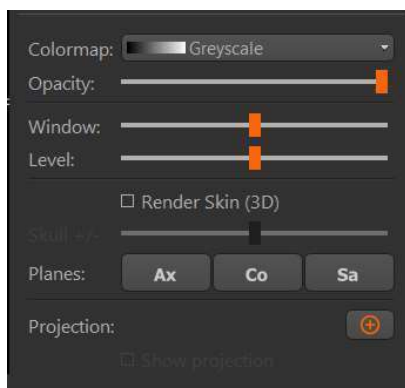 Colormap: Greyscale
Opacity:
Window:
Level:
Render Skin (3D)
Skull +/-
Planes: Ax Co Sa
Projection:
Show projection